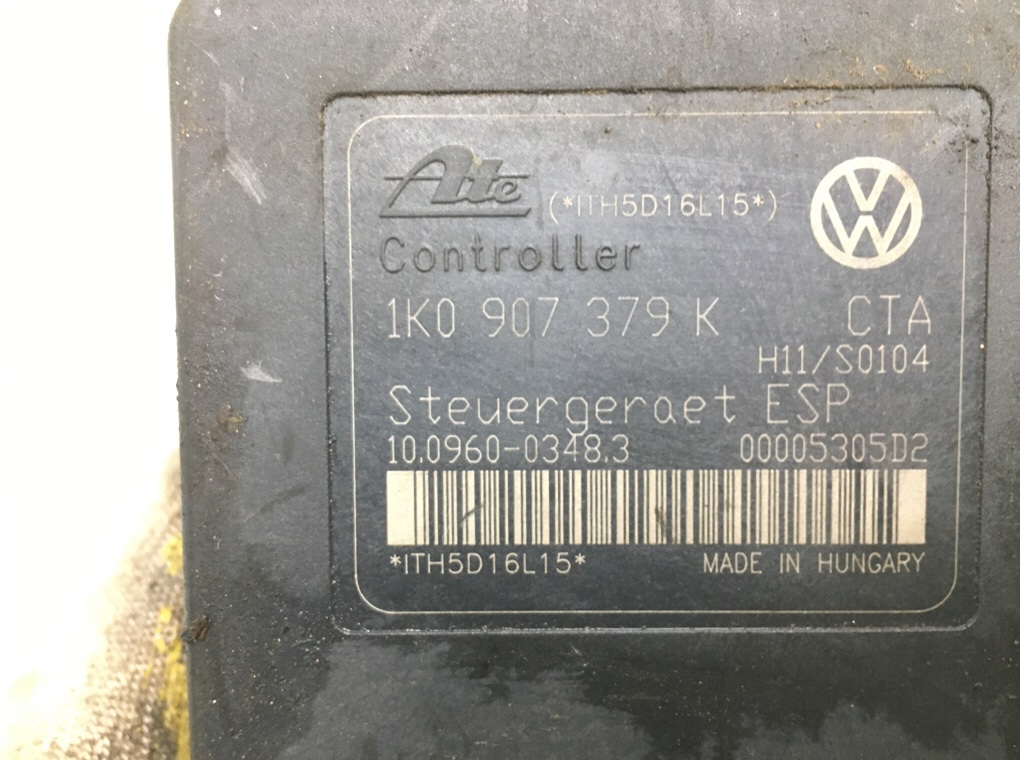 Ate (*ITH5D16L15*)
Controller
1K0 907 379 K CTA
H11/S0104
Steuergeraet ESP
10.0960-0348.3 00005305D2
*ITH5D16L15* MADE IN HUNGARY